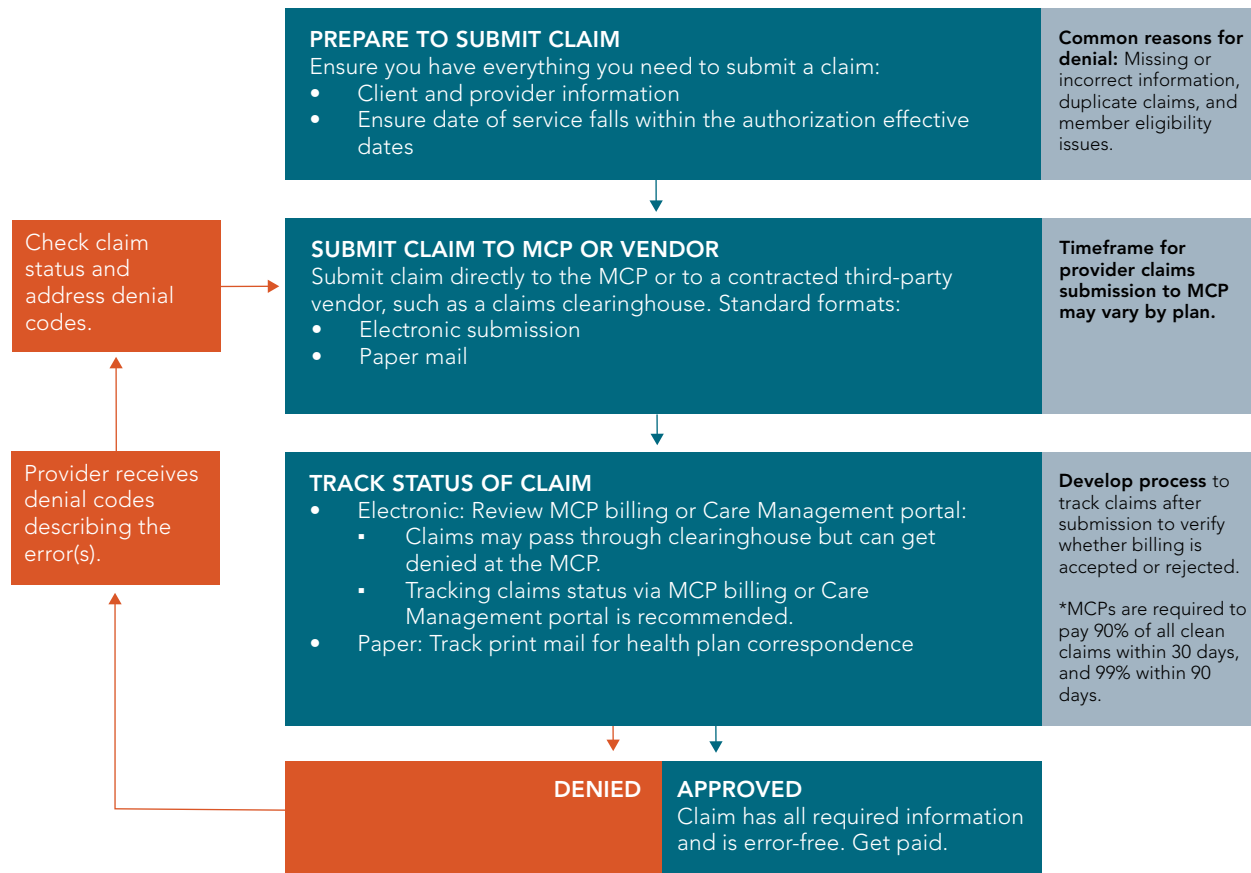 PREPARE TO SUBMIT CLAIM
Ensure you have everything you need to submit a claim:
• Client and provider information
• Ensure date of service falls within the authorization effective
dates
Common reasons for
denial: Missing or
incorrect information,
duplicate claims, and
member eligibility
issues.
Check claim
status and
address denial
codes.
SUBMIT CLAIM TO MCP OR VENDOR
Submit claim directly to the MCP or to a contracted third-party
vendor, such as a claims clearinghouse. Standard formats:
• Electronic submission
• Paper mail
Timeframe for
provider claims
submission to MCP
may vary by plan.
Provider receives
denial codes
describing the
error(s).
TRACK STATUS OF CLAIM
• Electronic: Review MCP billing or Care Management portal:
▪ Claims may pass through clearinghouse but can get
denied at the MCP.
▪ Tracking claims status via MCP billing or Care
Management portal is recommended.
• Paper: Track print mail for health plan correspondence
Develop process to
track claims after
submission to verify
whether billing is
accepted or rejected.
*MCPs are required to
pay 90% of all clean
claims within 30 days,
and 99% within 90
days.
DENIED
APPROVED
Claim has all required information
and is error-free. Get paid.